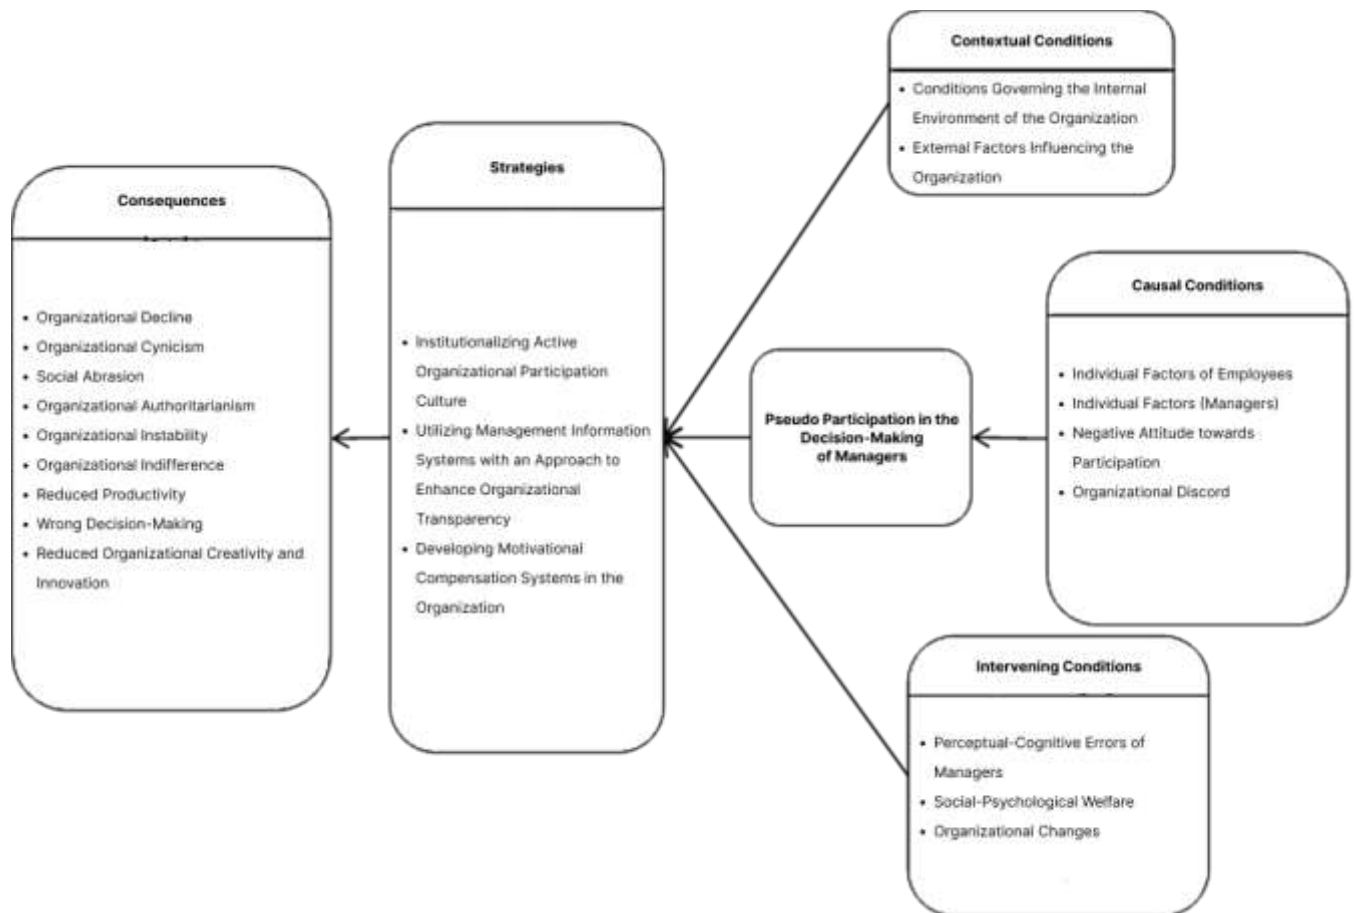 Contextual Conditions
• Conditions Governing the Internal
Environment of the Organization
• External Factors Influencing the
Organization
Strategies
• Institutionalizing Active
Organizational Participation
Culture
• Utilizing Management Information
Systems with an Approach to
Enhance Organizational
Transparency
• Developing Motivational
Compensation Systems in the
Organization
Consequences
• Organizational Decline
• Organizational Cynicism
• Social Abrasion
• Organizational Authoritarianism
• Organizational Instability
• Organizational Indifference
• Reduced Productivity
• Wrong Decision-Making
• Reduced Organizational Creativity and
Innovation
Causal Conditions
• Individual Factors of Employees
• Individual Factors (Managers)
• Negative Attitude towards
Participation
• Organizational Discord
Pseudo Participation in the
Decision-Making
of Managers
Intervening Conditions
• Perceptual-Cognitive Errors of
Managers
• Social-Psychological Welfare
• Organizational Changes